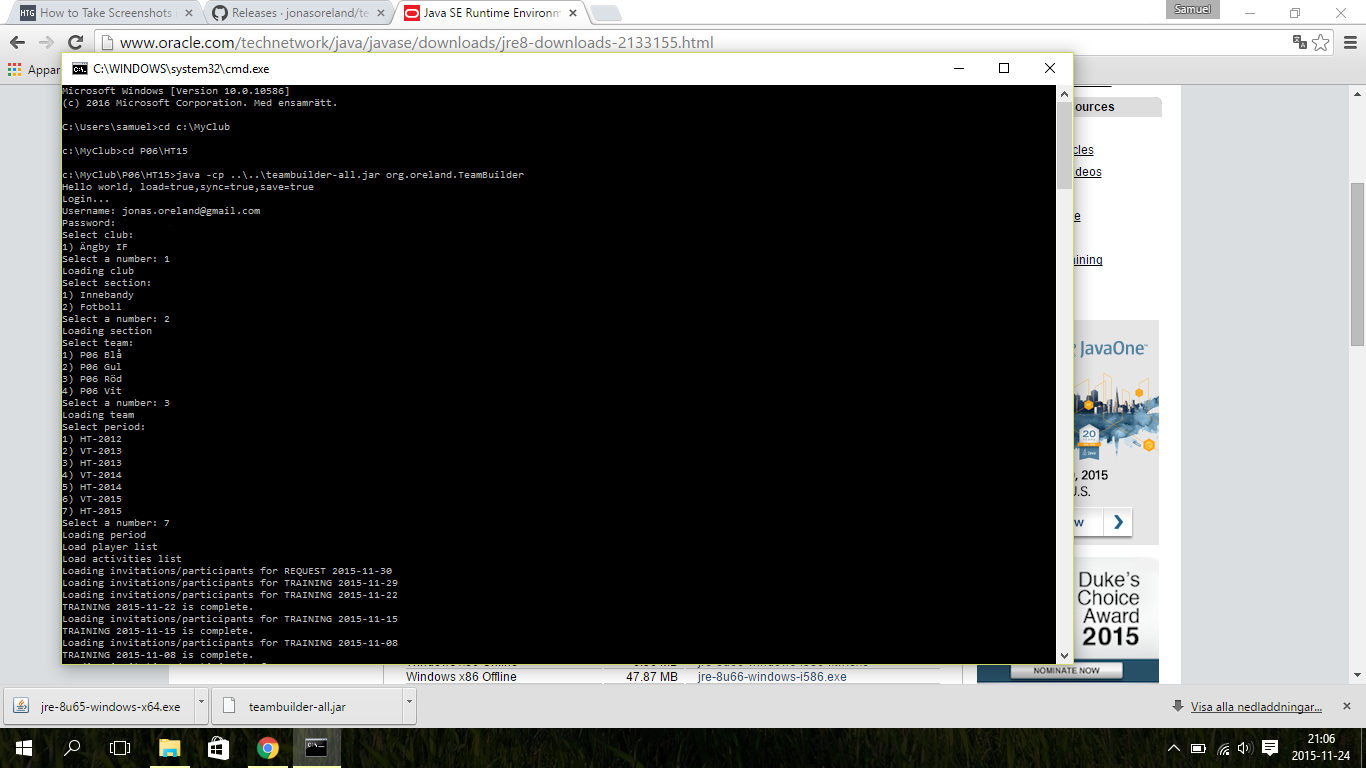 How to Take Screenshots
Releases · jonasoreland/te
Java SE Runtime Environm
Samuel
www.oracle.com/technetwork/java/javase/downloads/jre8-downloads-2133155.html
Appar
C:\WINDOWS\system32\cmd.exe
Microsoft Windows [Version 10.0.10586]
(c) 2016 Microsoft Corporation. Med ensamrätt.
C:\Users\samuel>cd c:\MyClub
c:\MyClub>cd P06\HT15
c:\MyClub\P06\HT15>java -cp ..\..\teambuilder-all.jar org.oreland.TeamBuilder
Hello world, load=true,sync=true,save=true
Login...
Username: jonas.oreland@gmail.com
Password:
Select club:
1) Ängby IF
Select a number: 1
Loading club
Select section:
1) Innebandy
2) Fotboll
Select a number: 2
Loading section
Select team:
1) P06 Blå
2) P06 Gul
3) P06 Röd
4) P06 Vit
Select a number: 3
Loading team
Select period:
1) HT-2012
2) VT-2013
3) HT-2013
4) VT-2014
5) HT-2014
6) VT-2015
7) HT-2015
Select a number: 7
Loading period
Load player list
Load activities list
Loading invitations/participants for REQUEST 2015-11-30
Loading invitations/participants for TRAINING 2015-11-29
Loading invitations/participants for TRAINING 2015-11-22
TRAINING 2015-11-22 is complete.
Loading invitations/participants for TRAINING 2015-11-15
TRAINING 2015-11-15 is complete.
Loading invitations/participants for TRAINING 2015-11-08
TRAINING 2015-11-08 is complete.
ources
cles
deos
e
ining
JavaOne
20
YEARS
Java
, 2015
U.S.
w
Duke's
Choice
Award
2015
NOMINATE NOW
Windows x86 Offline
47.87 MB
jre-8u66-windows-i586.exe
jre-8u65-windows-x64.exe
teambuilder-all.jar
Visa alla nedladdningar...
21:06
2015-11-24